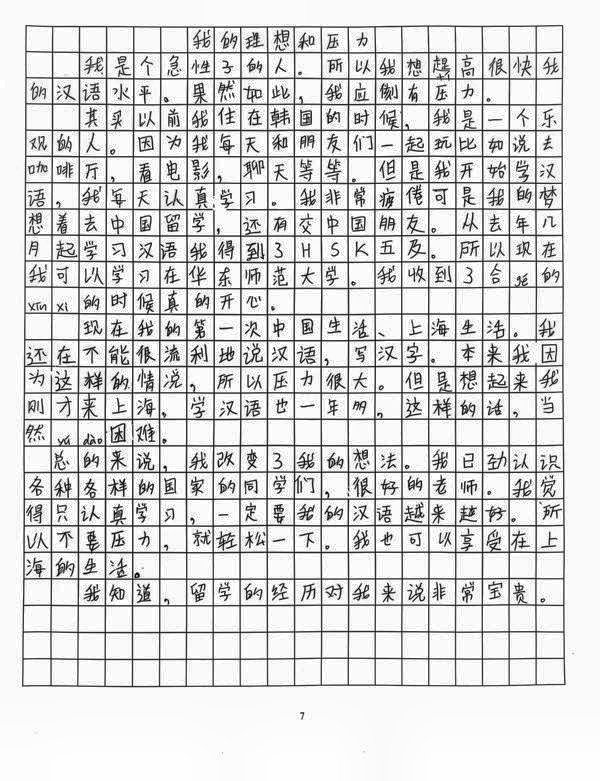 我的理想和压力
我是个急性子的人。所以我想提高很快我
的汉语水平。果然如此，我应倒有压力。
其实以前我住在韩国的时候，我是一个乐
观的人。因为我每天和朋友们一起玩比如说去
咖啡厅，看电影，聊天等等。但是我开始学汉
语，我每天认真学习。我非常疲倦可是我的梦
想着去中国留学，还有交中国朋友。从去年几
月起学习汉语我得到了HSK五及。所以现在
我可以学习在华东师范大学。我收到了合gé的
xìn xi的时候真的开心。
现在我的第一次中国生活、上海生活。我
还在不能很流利地说汉语，写汉字。本来我因
为这样的情况，所以压力很大。但是想起来我
刚才来上海，学汉语也一年多，这样的话，当
然 dào困难。
总的来说，我改变了我的想法。我已经认识
各种各样的国家的同学们，很好的老师。我觉
得只认真学习，一定要我的汉语越来越好。所
以不要压力，就轻松一下。我也可以享受在上
海的生活。
我知道，留学的经历对我来说非常宝贵。
7